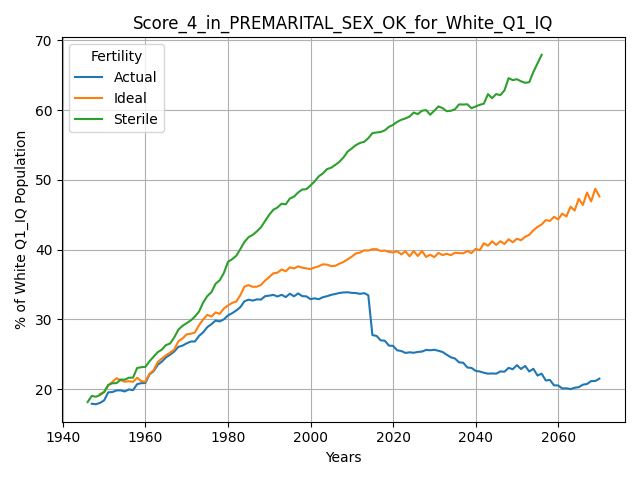 Score_4_in_PREMARITAL_SEX_OK_for_White_Q1_IQ
% of White Q1_IQ Population
70
60
50
40
30
20
Fertility
Actual
Ideal
Sterile
1940
1960
1980
2000
2020
2040
2060
Years